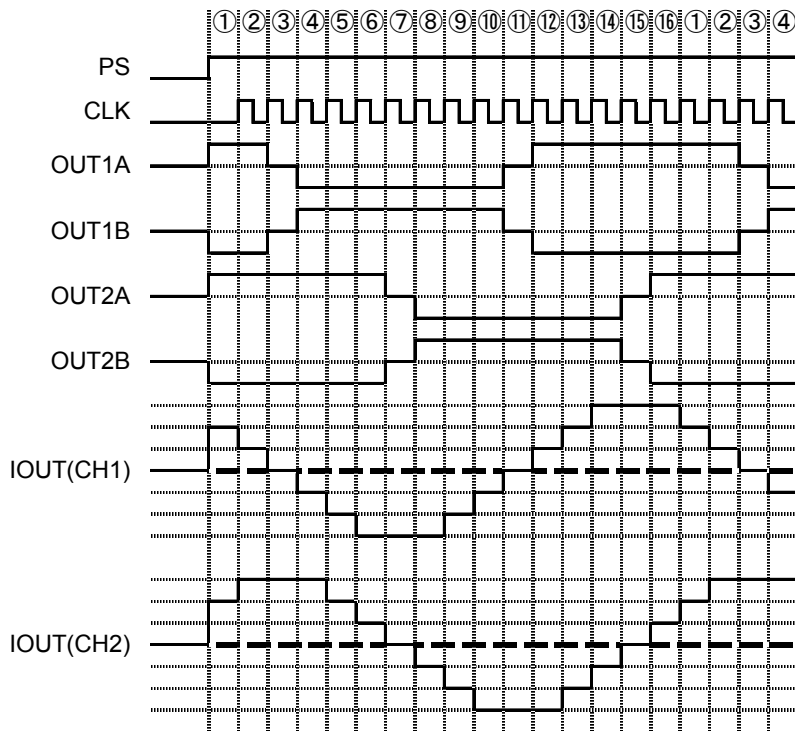 ①②③④⑤⑥⑦⑧⑨⑩⑪⑫⑬⑭⑮⑯①②③④
PS
CLK
OUT1A
OUT1B
OUT2A
OUT2B
IOUT(CH1)
IOUT(CH2)